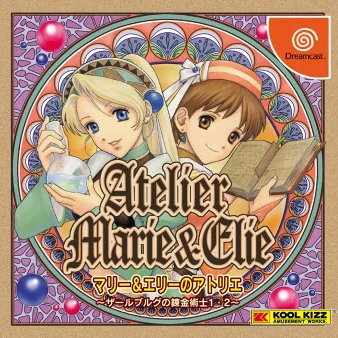 Dreamcast.
Atelier
Marie&Elie
マリー&エリーのアトリエ
~ザールブルグの錬金術士1・2~
KOOL KIZZ
AMUSEMENT WORKS.